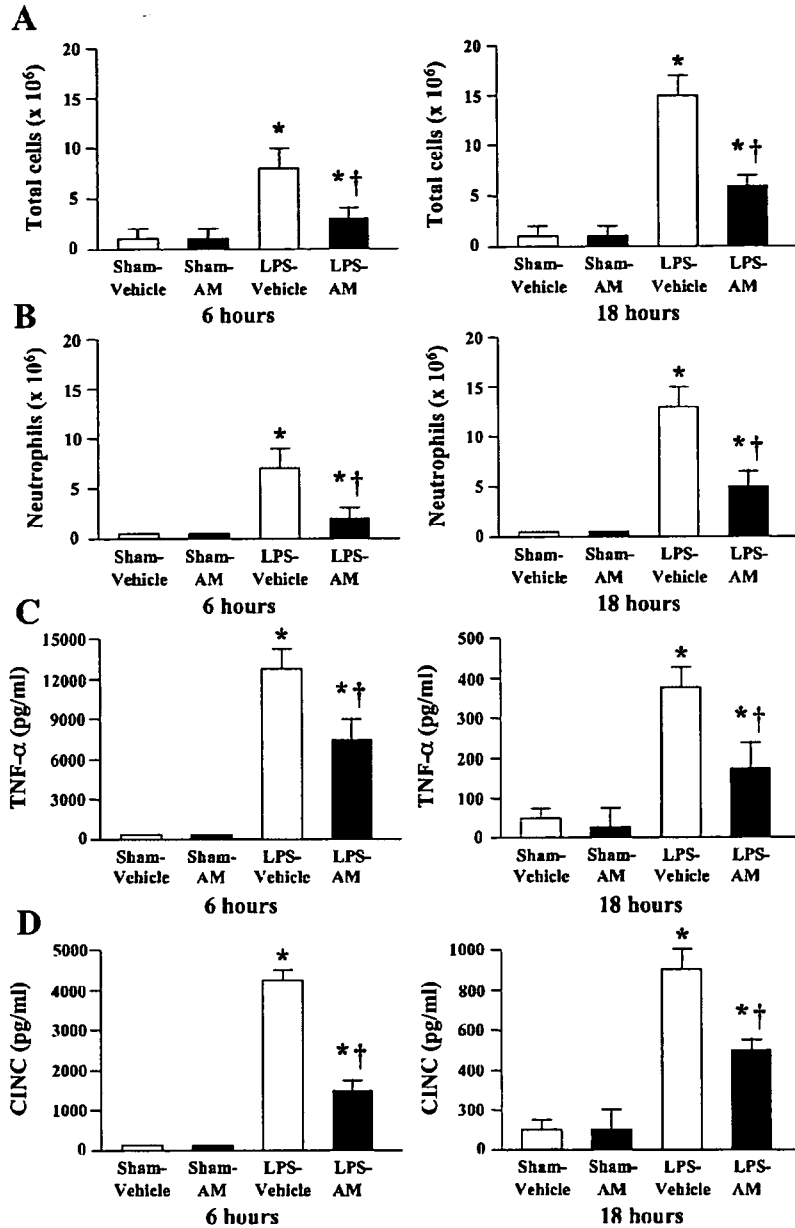 A
Total cells (x 10⁶)
20
15
10
5
0
*
*†
Sham-Vehicle
Sham-AM
LPS-Vehicle
LPS-AM
6 hours
Total cells (x 10⁶)
20
15
10
5
0
*
*†
Sham-Vehicle
Sham-AM
LPS-Vehicle
LPS-AM
18 hours
B
Neutrophils (x 10⁶)
20
15
10
5
0
*
*†
Sham-Vehicle
Sham-AM
LPS-Vehicle
LPS-AM
6 hours
Neutrophils (x 10⁶)
20
15
10
5
0
*
*†
Sham-Vehicle
Sham-AM
LPS-Vehicle
LPS-AM
18 hours
C
TNF-α (pg/ml)
15000
12000
9000
6000
3000
0
*
*†
Sham-Vehicle
Sham-AM
LPS-Vehicle
LPS-AM
6 hours
TNF-α (pg/ml)
500
400
300
200
100
0
*
*†
Sham-Vehicle
Sham-AM
LPS-Vehicle
LPS-AM
18 hours
D
CINC (pg/ml)
5000
4000
3000
2000
1000
0
*
*†
Sham-Vehicle
Sham-AM
LPS-Vehicle
LPS-AM
6 hours
CINC (pg/ml)
1000
800
600
400
300
0
*
*†
Sham-Vehicle
Sham-AM
LPS-Vehicle
LPS-AM
18 hours